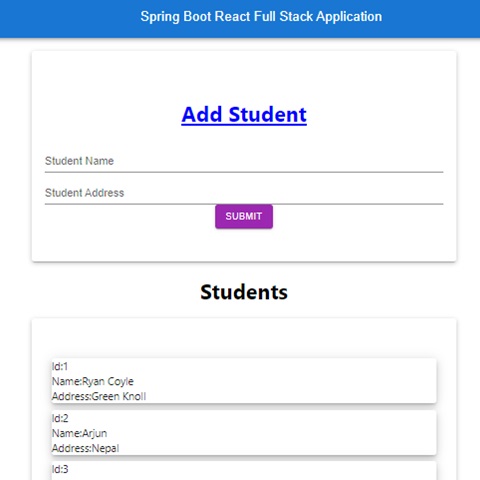 Spring Boot React Full Stack Application
Add Student
Student Name
Student Address
SUBMIT
Students
Id:1
Name:Ryan Coyle
Address:Green Knoll
Id:2
Name:Arjun
Address:Nepal
Id:3